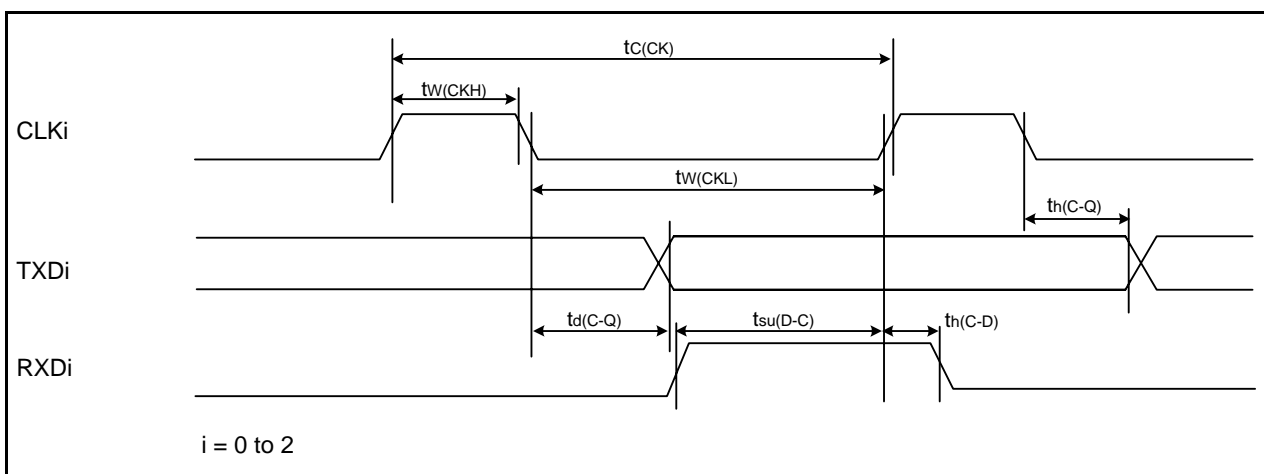 tC(CK)
tW(CKH)
CLKi
tW(CKL)
th(C-Q)
TXDi
td(C-Q) tsu(D-C) th(C-D)
RXDi
i = 0 to 2